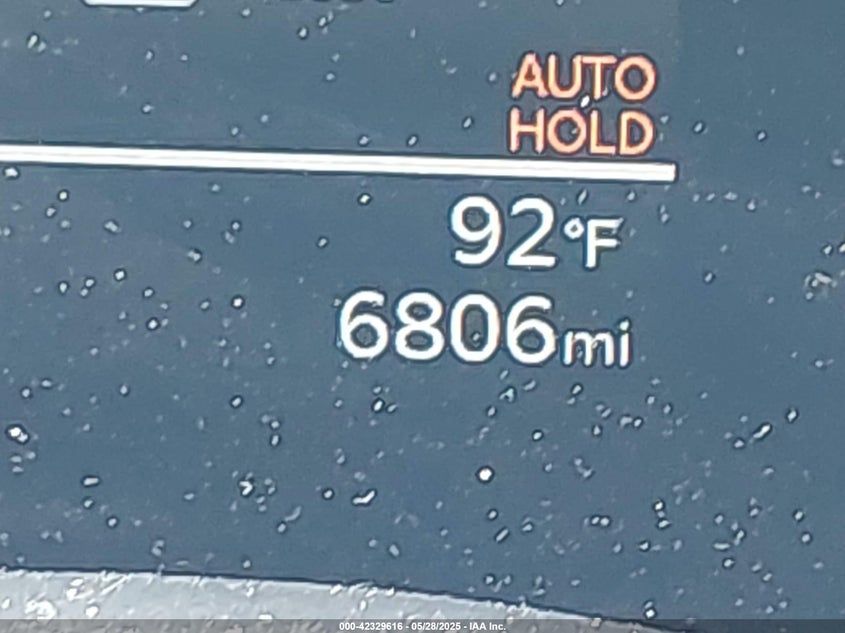 AUTO
HOLD
92°F
6806mi
000-42329616 - 05/28/2025 - IAA Inc.